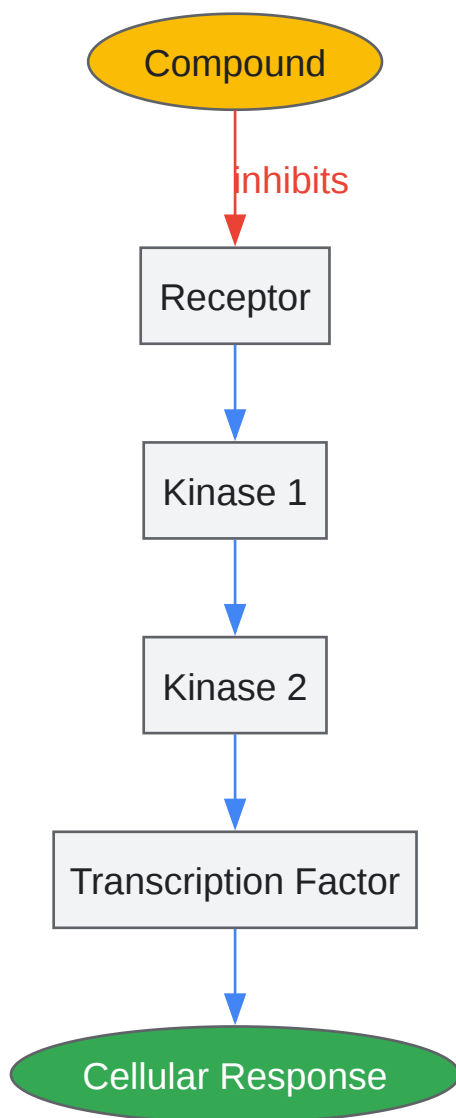 Compound
inhibits
Receptor
Kinase 1
Kinase 2
Transcription Factor
Cellular Response